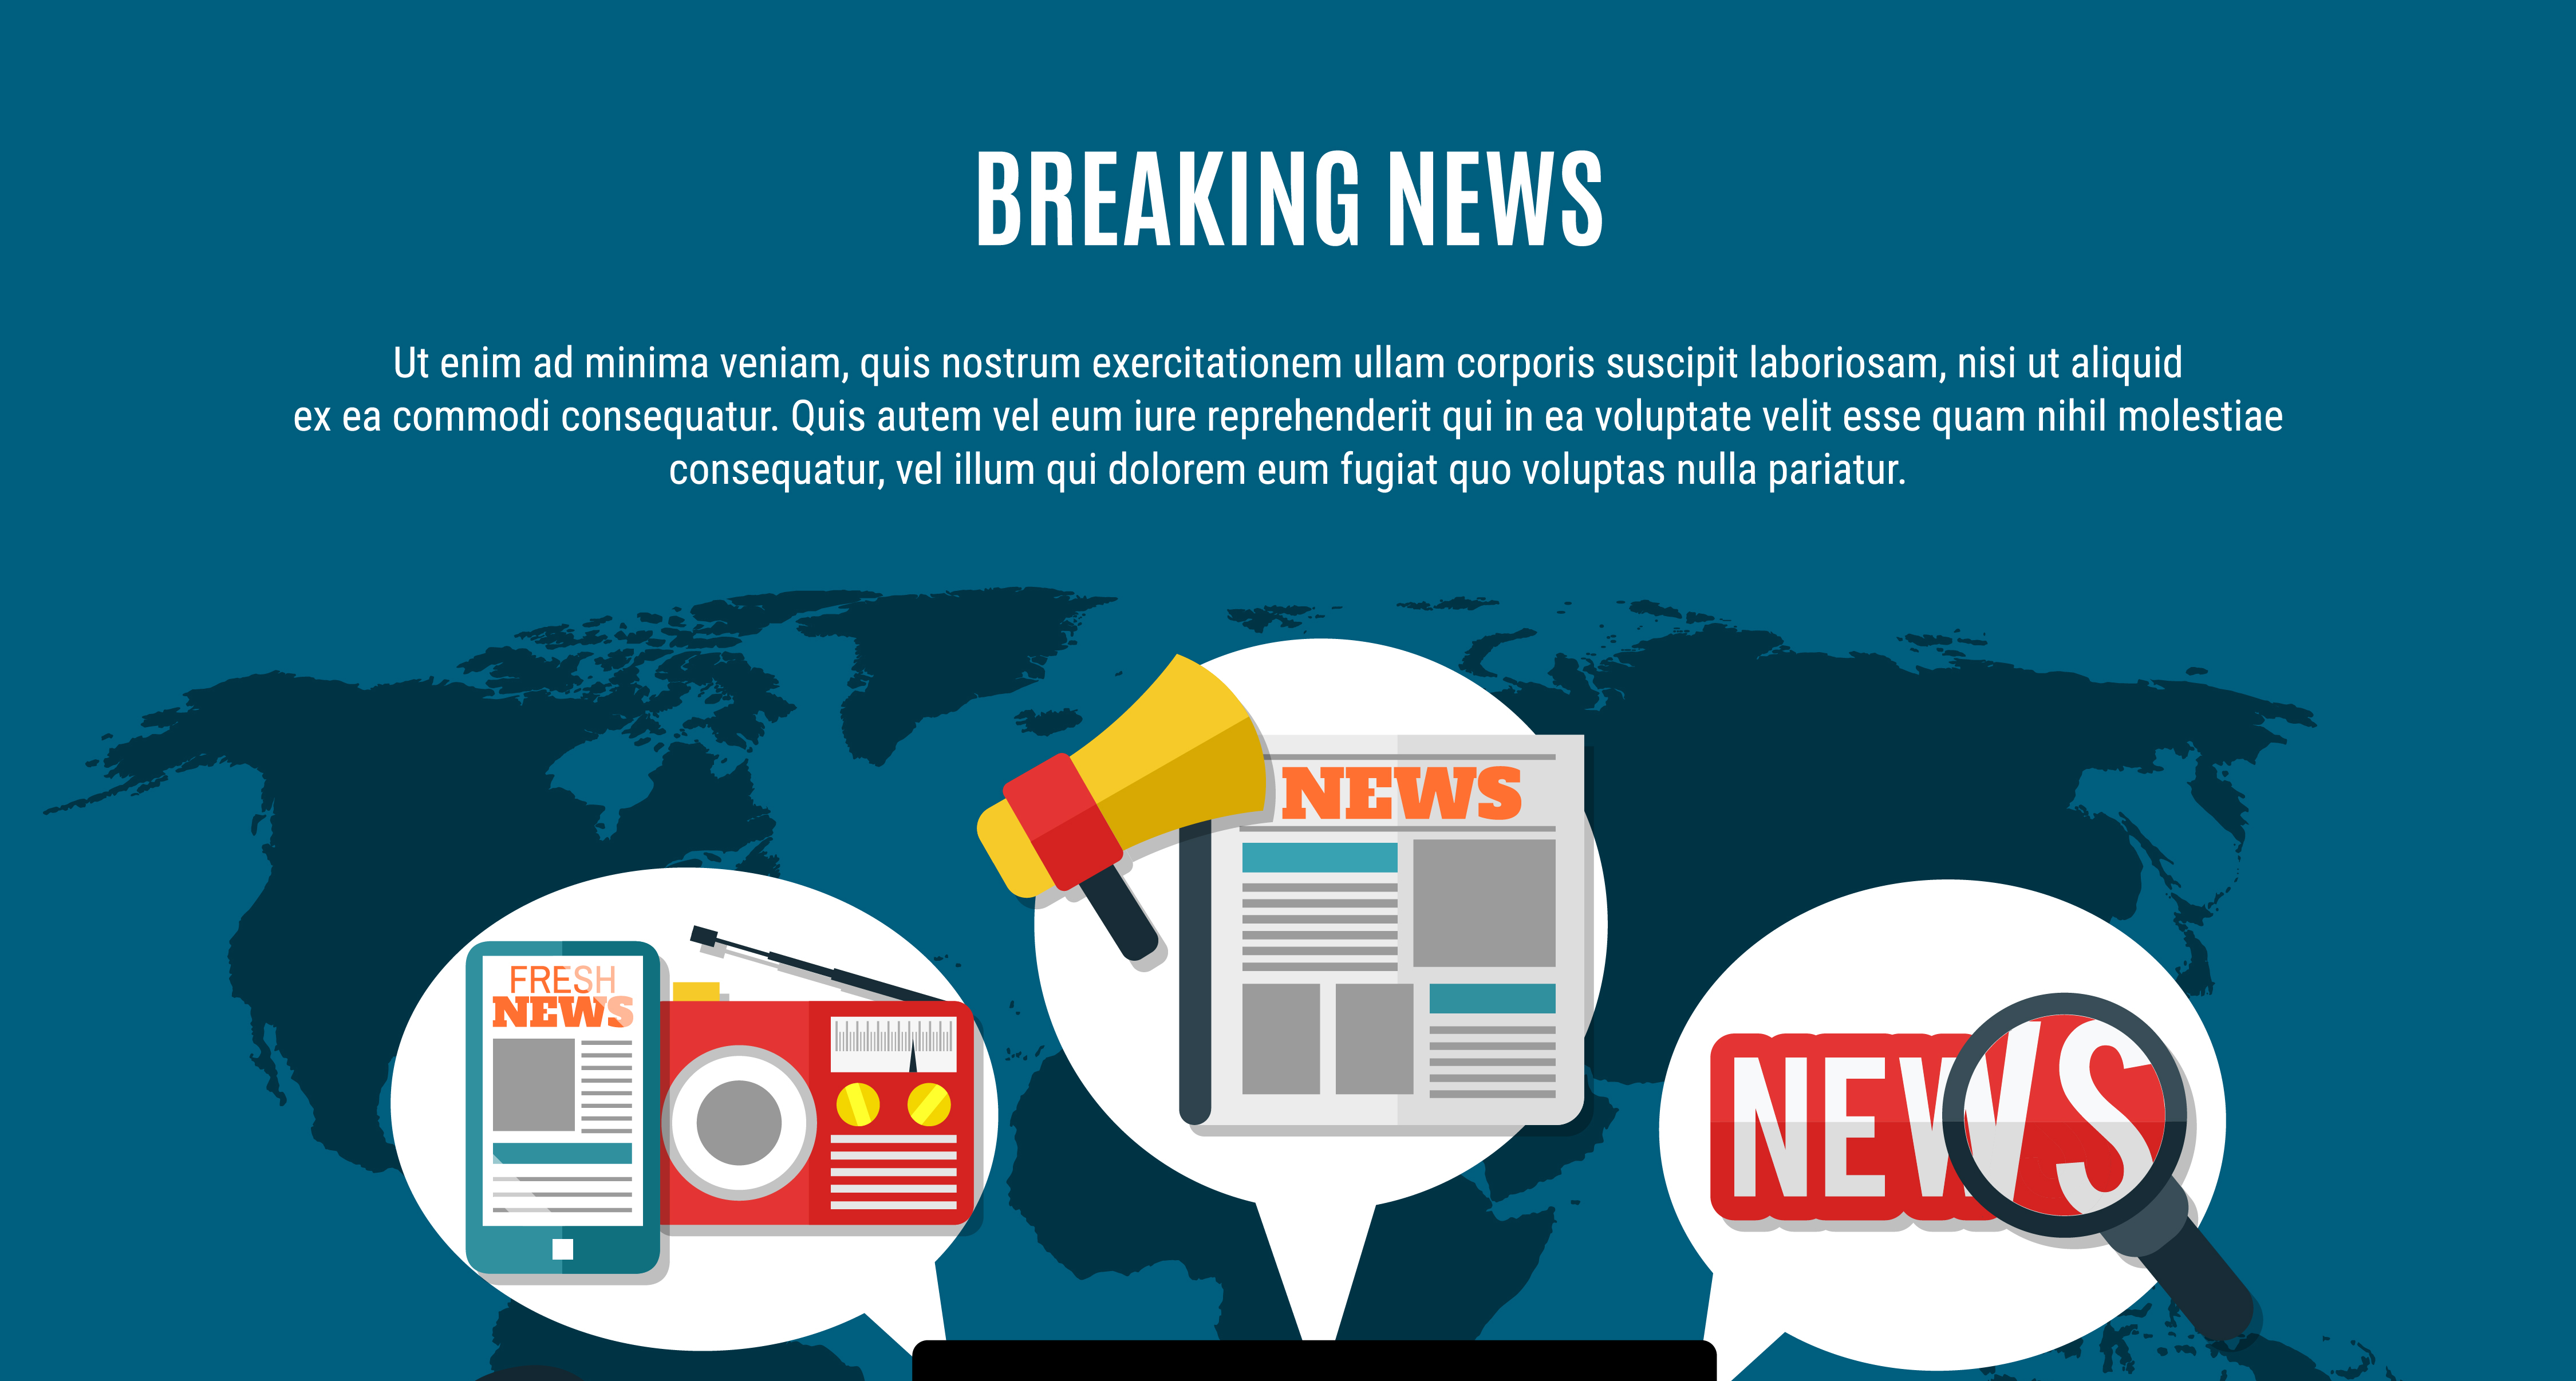 BREAKING NEWS
Ut enim ad minima veniam, quis nostrum exercitationem ullam corporis suscipit laboriosam, nisi ut aliquid
ex ea commodi consequatur. Quis autem vel eum iure reprehenderit qui in ea voluptate velit esse quam nihil molestiae
consequatur, vel illum qui dolorem eum fugiat quo voluptas nulla pariatur.
NEWS
FRESH
NEWS
NEWS